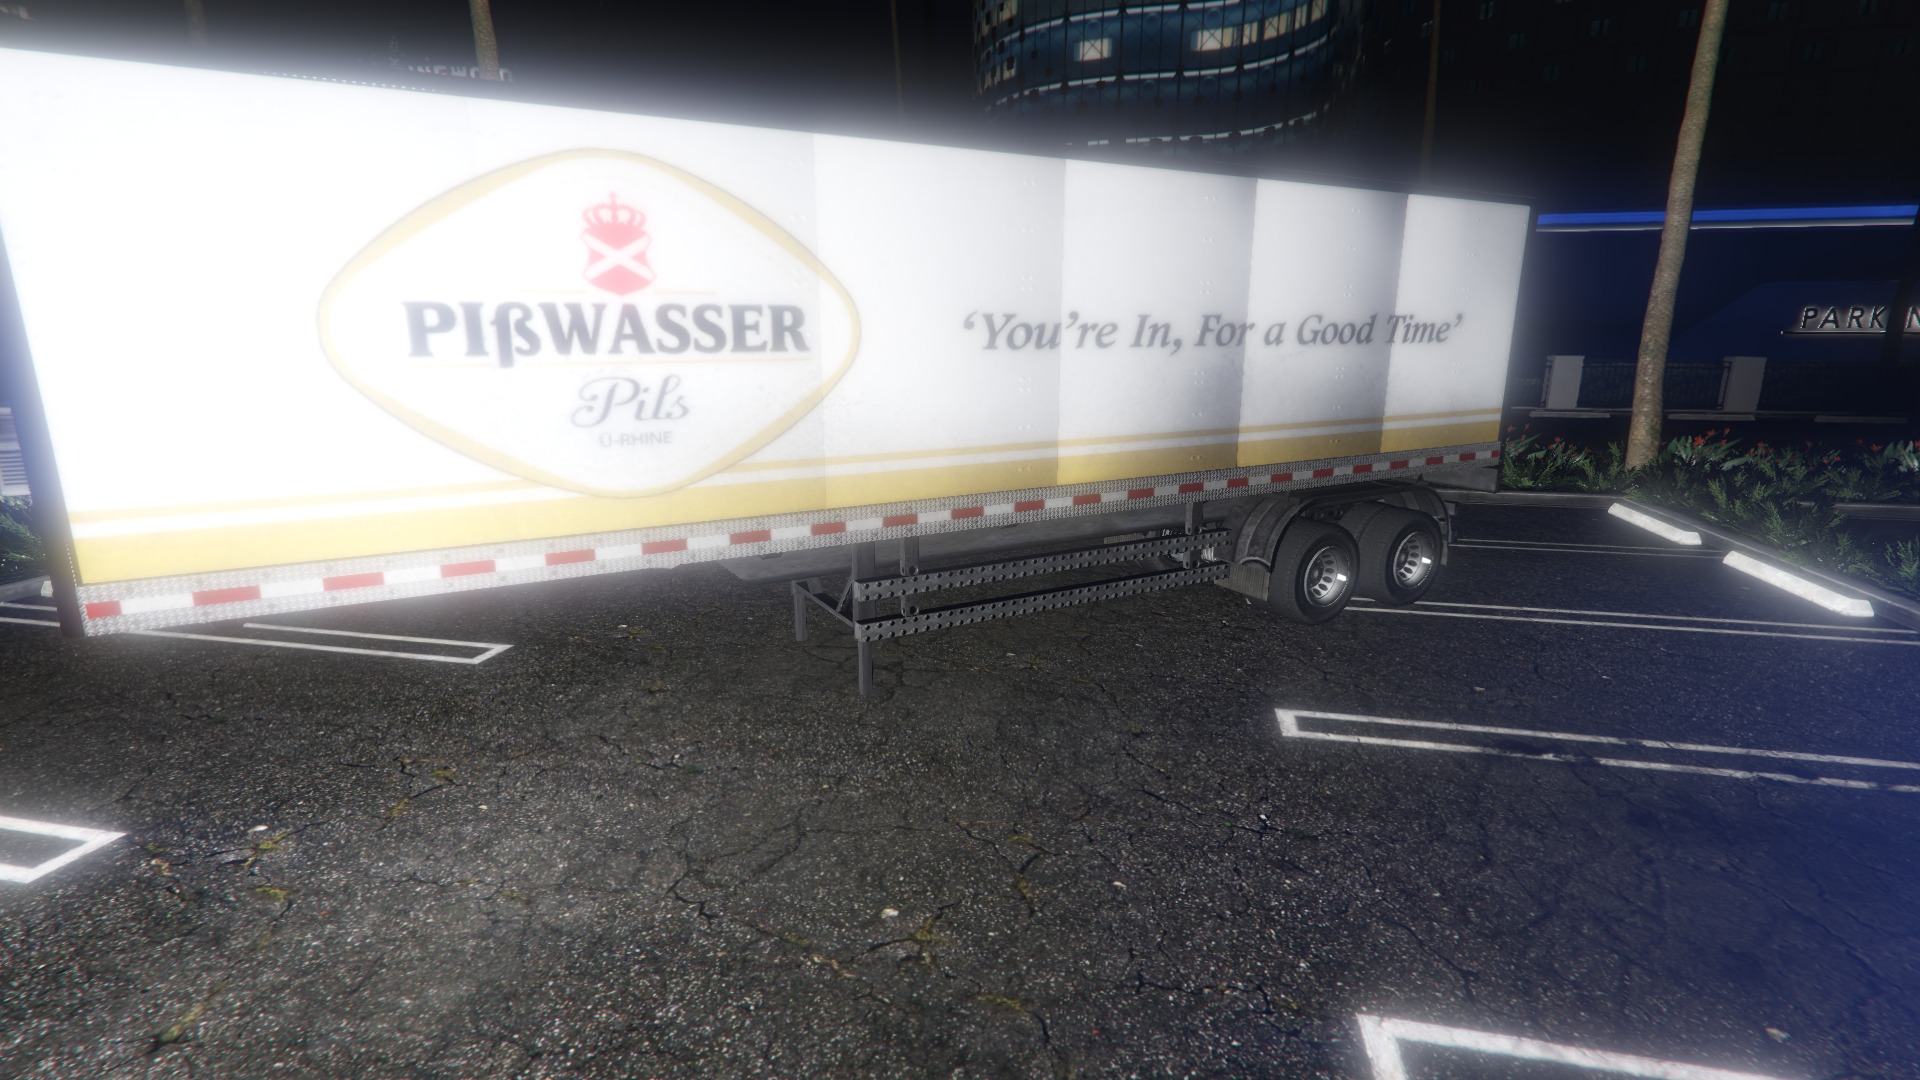 PIßWASSER
Pils
Ü-RHINE
‘You’re In, For a Good Time’
PARK N